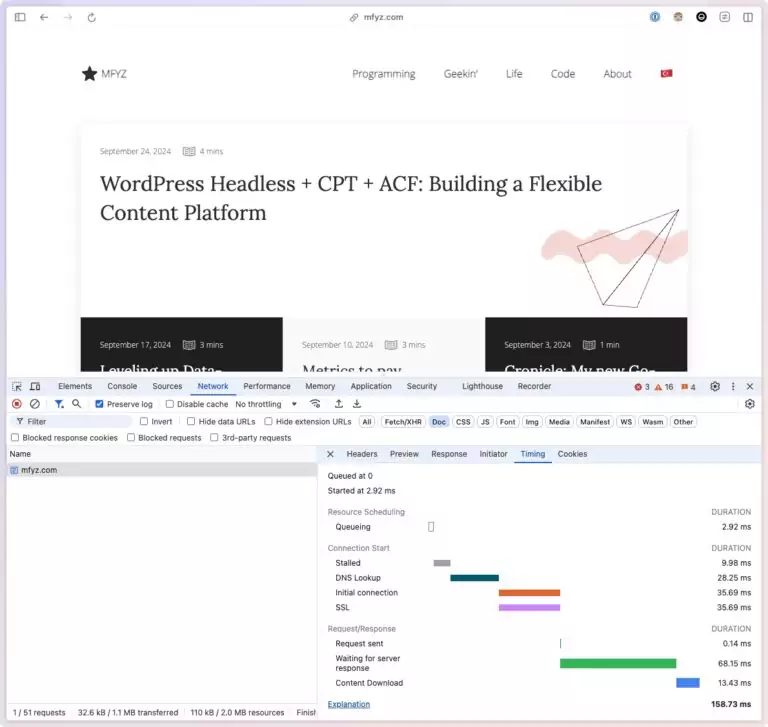 mfyz.com
MFYZ
Programming Geekin' Life Code About
September 24, 2024 4 mins
WordPress Headless + CPT + ACF: Building a Flexible
Content Platform
September 17, 2024 3 mins
Leveling up Data-
September 10, 2024 3 mins
Metrics to pay
September 3, 2024 1 min
Cronicle: My new Go-
Elements Console Sources Network Performance Memory Application Security Lighthouse Recorder 3 16 4
Preserve log Disable cache No throttling
Filter Invert Hide data URLs Hide extension URLs All Fetch/XHR Doc CSS JS Font Img Media Manifest WS Wasm Other
Blocked response cookies Blocked requests 3rd-party requests
Name
mfyz.com
Headers Preview Response Initiator Timing Cookies
Queued at 0
Started at 2.92 ms
Resource Scheduling DURATION
Queueing 2.92 ms
Connection Start DURATION
Stalled 9.98 ms
DNS Lookup 28.25 ms
Initial connection 35.69 ms
SSL 35.69 ms
Request/Response DURATION
Request sent 0.14 ms
Waiting for server
response 68.15 ms
Content Download 13.43 ms
Explanation 158.73 ms
1 / 51 requests 32.6 kB / 1.1 MB transferred 110 kB / 2.0 MB resources Finish